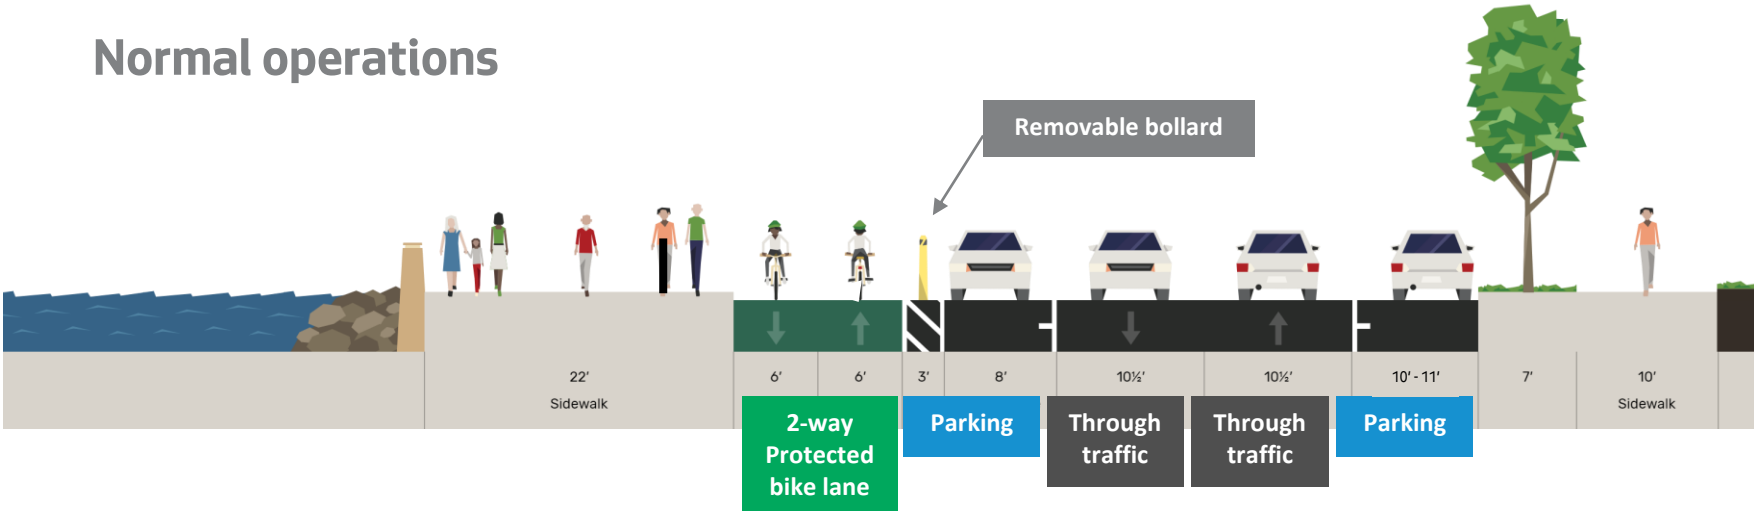 Normal operations
Removable bollard
22′
6′
6′
3′
8′
10½′
10½′
10′ - 11′
7′
10′
Sidewalk
Sidewalk
2-way
Protected
bike lane
Parking
Through
traffic
Through
traffic
Parking